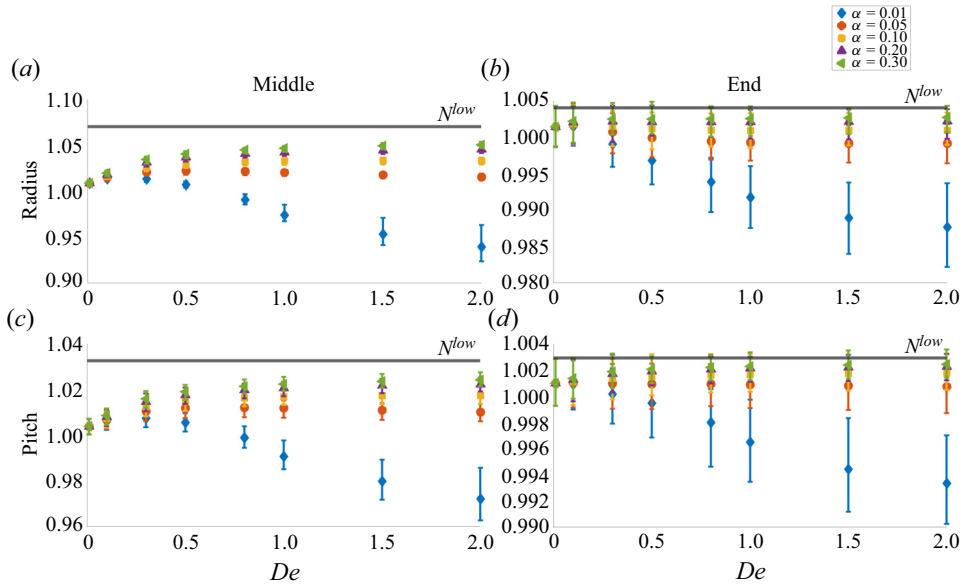 α = 0.01
α = 0.05
α = 0.10
α = 0.20
α = 0.30
(a)
Middle
1.10
1.05
1.00
0.95
0.90
Radius
N^low
0 0.5 1.0 1.5 2.0
(b)
End
1.005
1.000
0.995
0.990
0.985
0.980
N^low
0 0.5 1.0 1.5 2.0
(c)
1.04
1.02
1.00
0.98
0.96
Pitch
N^low
0 0.5 1.0 1.5 2.0
De
(d)
1.004
1.002
1.000
0.998
0.996
0.994
0.992
0.990
N^low
0 0.5 1.0 1.5 2.0
De